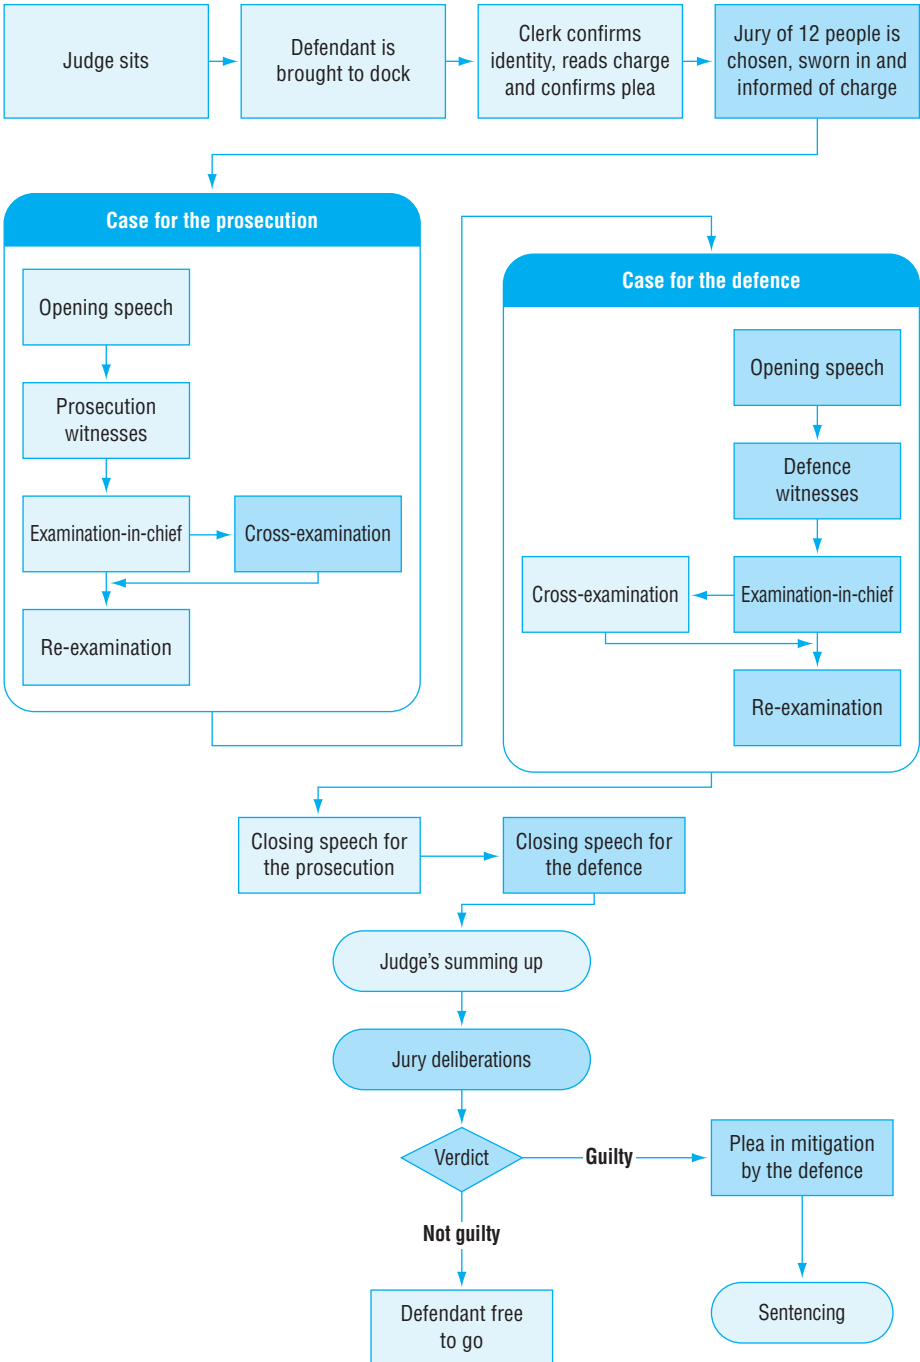 Judge sits
Defendant is
brought to dock
Clerk confirms
identity, reads charge
and confirms plea
Jury of 12 people is
chosen, sworn in and
informed of charge
Case for the prosecution
Opening speech
Prosecution
witnesses
Examination-in-chief
Cross-examination
Re-examination
Case for the defence
Opening speech
Defence
witnesses
Cross-examination
Examination-in-chief
Re-examination
Closing speech for
the prosecution
Closing speech for
the defence
Judge's summing up
Jury deliberations
Verdict
Guilty
Plea in mitigation
by the defence
Not guilty
Defendant free
to go
Sentencing